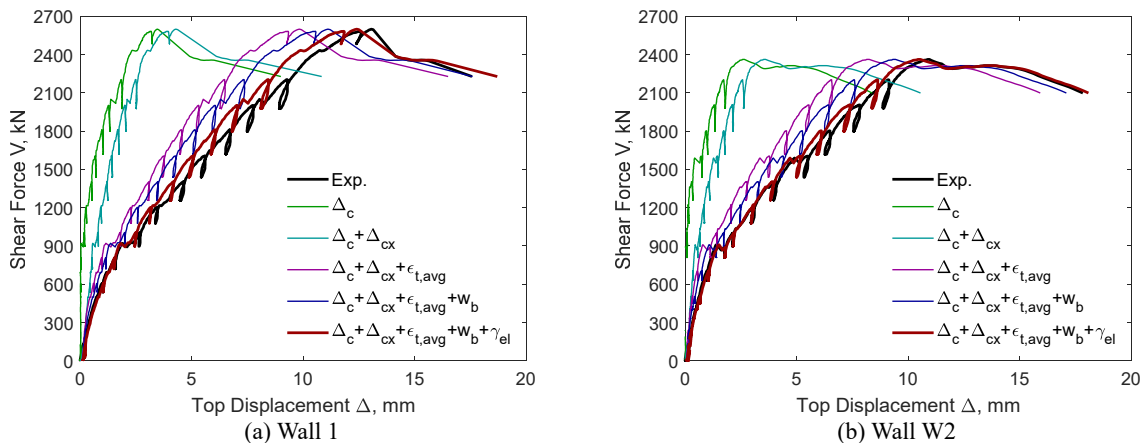 2700
2400
2100
1800
1500
1200
900
600
300
0
Shear Force V, kN
Exp.
Δc
Δc+Δcx
Δc+Δcx+ϵt,avg
Δc+Δcx+ϵt,avg+wb
Δc+Δcx+ϵt,avg+wb+γel
0 5 10 15 20
Top Displacement Δ, mm
(a) Wall 1
2700
2400
2100
1800
1500
1200
900
600
300
0
Shear Force V, kN
Exp.
Δc
Δc+Δcx
Δc+Δcx+ϵt,avg
Δc+Δcx+ϵt,avg+wb
Δc+Δcx+ϵt,avg+wb+γel
0 5 10 15 20
Top Displacement Δ, mm
(b) Wall W2